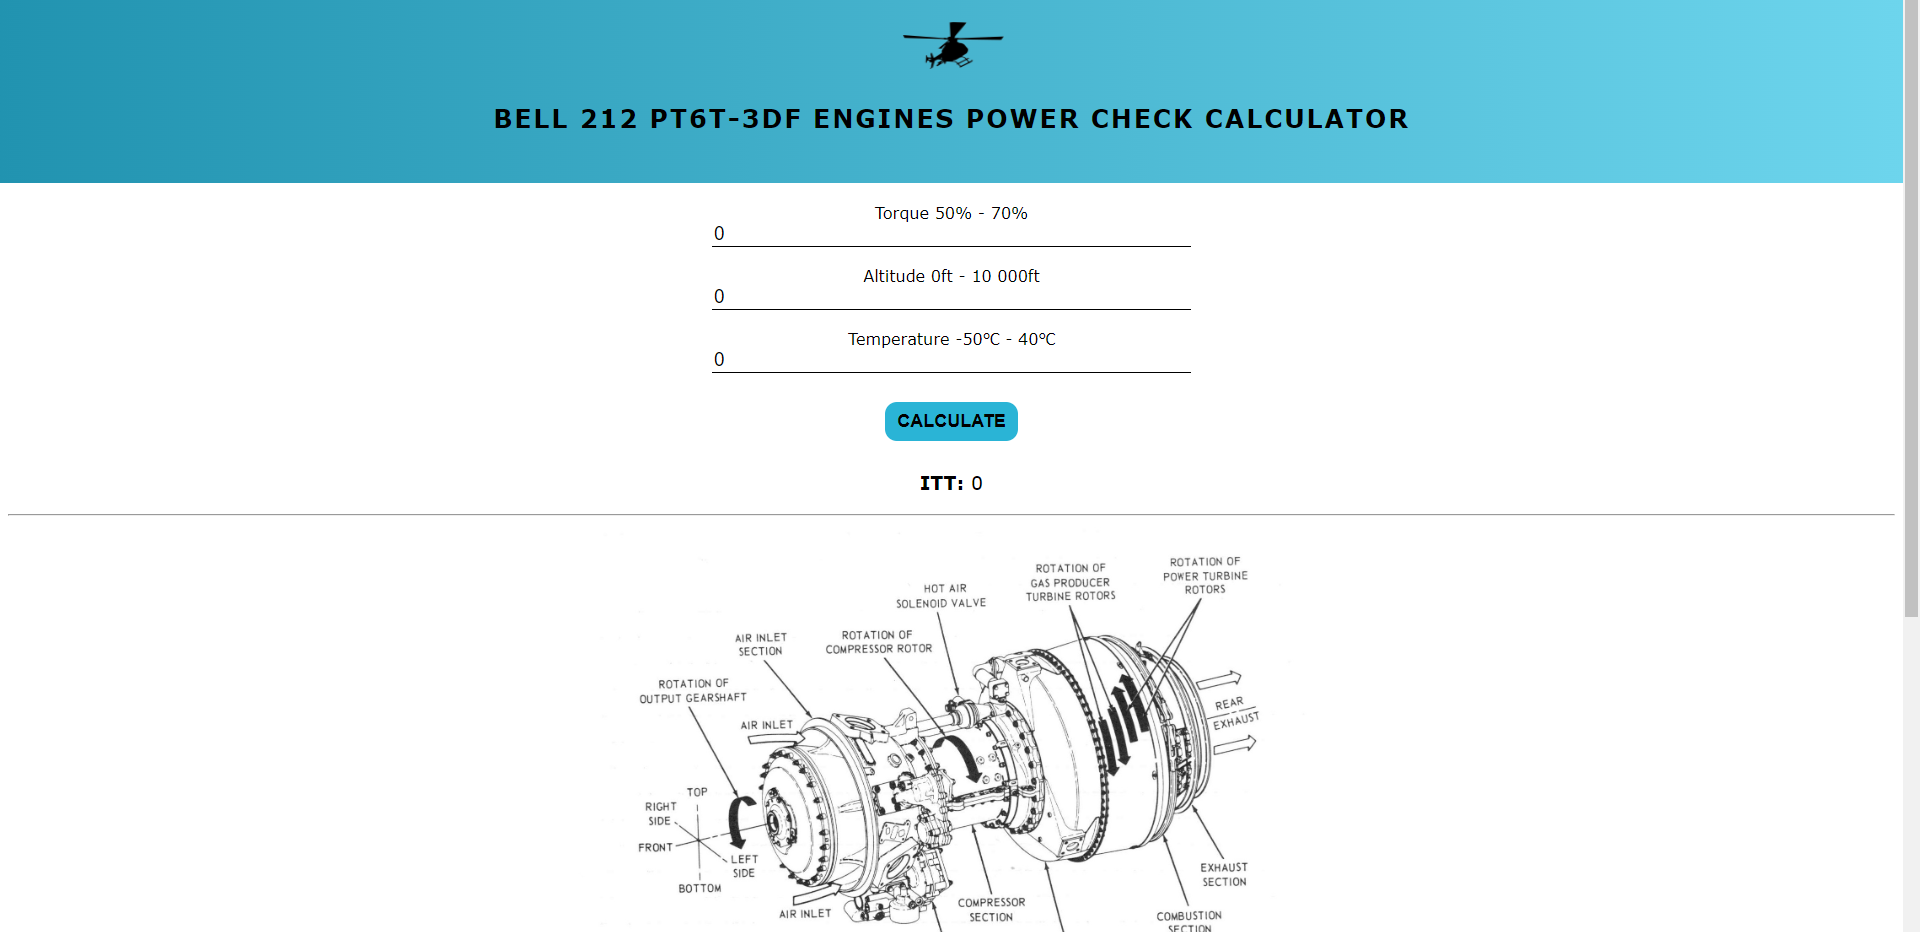 BELL 212 PT6T-3DF ENGINES POWER CHECK CALCULATOR
Torque 50% - 70%
0
Altitude 0ft - 10 000ft
0
Temperature -50°C - 40°C
0
CALCULATE
ITT: 0
ROTATION OF
POWER TURBINE
ROTORS
ROTATION OF
GAS PRODUCER
TURBINE ROTORS
HOT AIR
SOLENOID VALVE
ROTATION OF
COMPRESSOR ROTOR
AIR INLET
SECTION
ROTATION OF
OUTPUT GEARSHAFT
AIR INLET
REAR
EXHAUST
TOP
RIGHT
SIDE
FRONT
LEFT
SIDE
BOTTOM
AIR INLET
COMPRESSOR
SECTION
EXHAUST
SECTION
COMBUSTION
SECTION